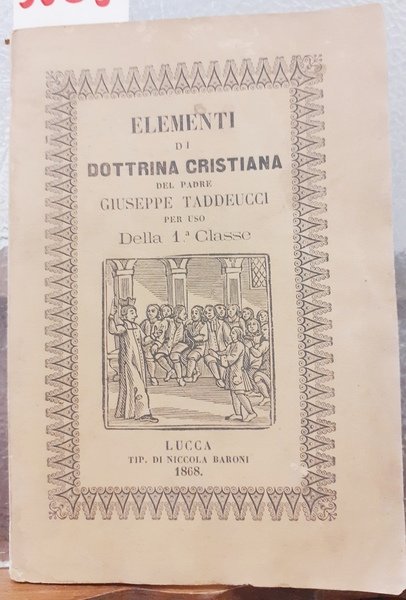 ELEMENTI
DI
DOTTRINA CRISTIANA
DEL PADRE
GIUSEPPE TADDEUCCI
PER USO
Della 1.ª Classe
LUCCA
TIP. DI NICCOLA BARONI
1868.